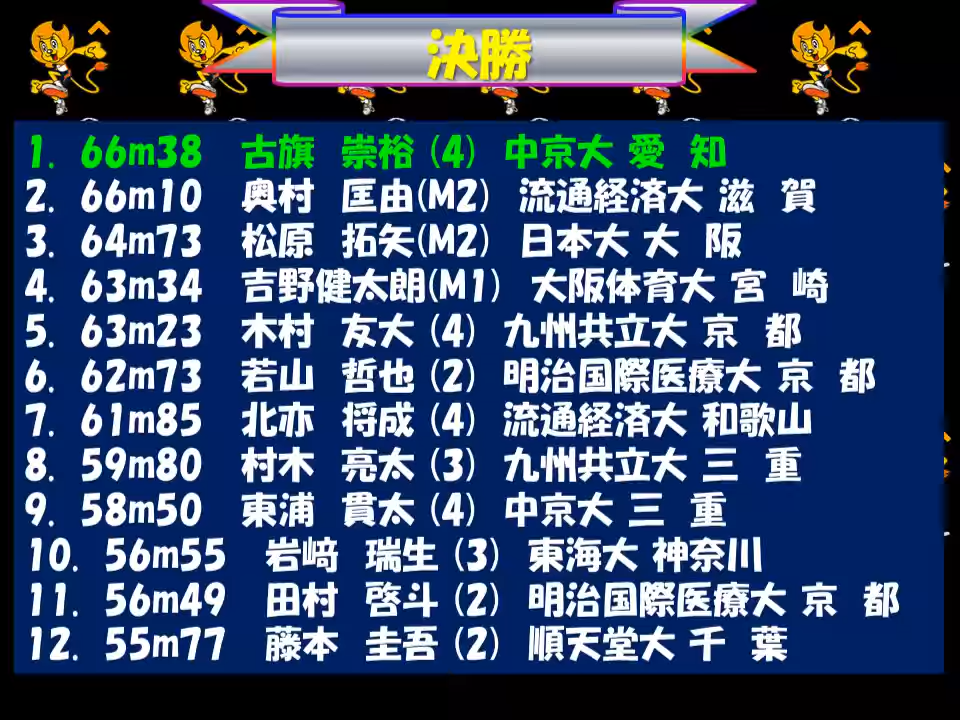 決勝
1. 66m38 古旗 崇裕 (4) 中京大 愛 知
2. 66m10 奥村 匡由(M2) 流通経済大 滋 賀
3. 64m73 松原 拓矢(M2) 日本大 大 阪
4. 63m34 吉野健太朗(M1) 大阪体育大 宮 崎
5. 63m23 木村 友大 (4) 九州共立大 京 都
6. 62m73 若山 哲也 (2) 明治国際医療大 京 都
7. 61m85 北亦 将成 (4) 流通経済大 和歌山
8. 59m80 村木 亮太 (3) 九州共立大 三 重
9. 58m50 東浦 貫太 (4) 中京大 三 重
10. 56m55 岩﨑 瑞生 (3) 東海大 神奈川
11. 56m49 田村 啓斗 (2) 明治国際医療大 京 都
12. 55m77 藤本 圭吾 (2) 順天堂大 千 葉